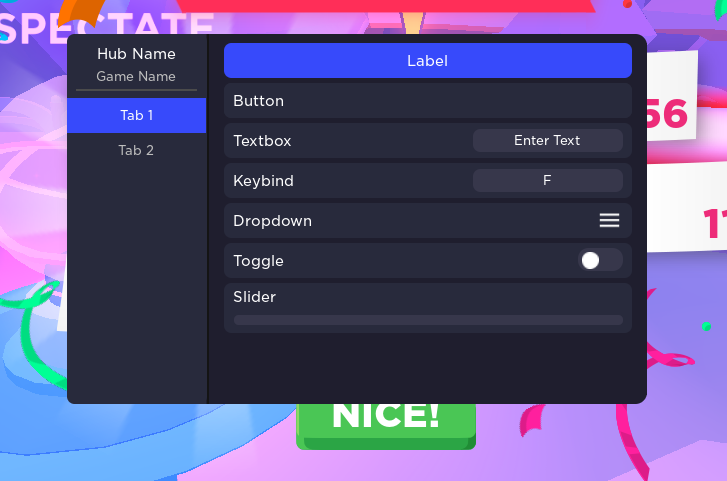 SPECTATE
Hub Name
Game Name
Tab 1
Tab 2
Label
Button
Textbox
Enter Text
Keybind
F
Dropdown
Toggle
Slider
56
11
NICE!